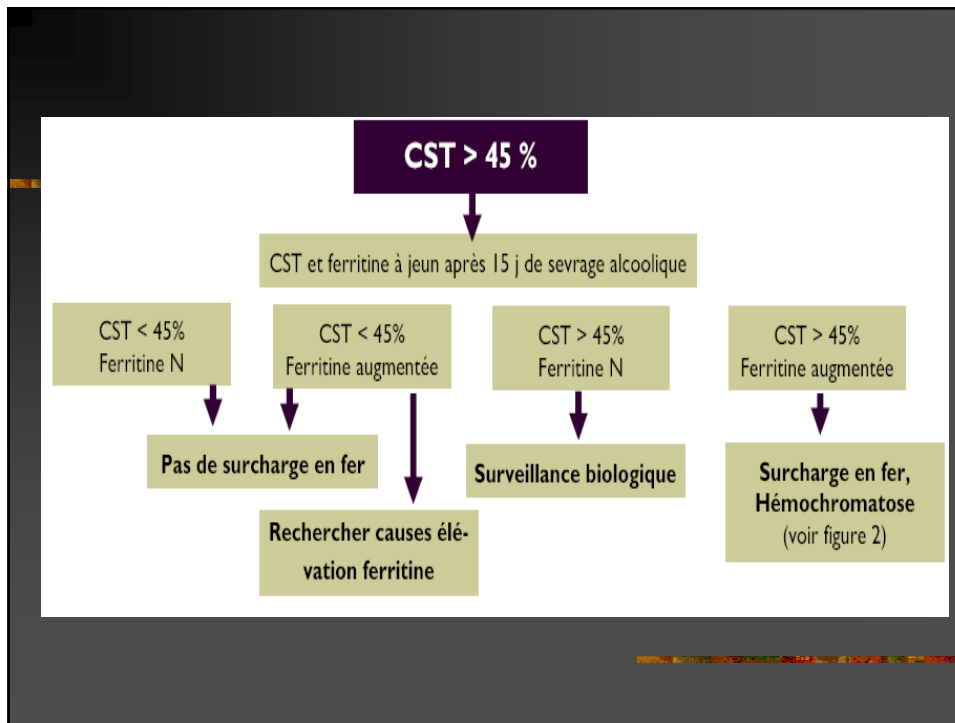 CST > 45 %
CST et ferritine à jeun après 15 j de sevrage alcoolique
CST < 45%
Ferritine N
CST < 45%
Ferritine augmentée
CST > 45%
Ferritine N
CST > 45%
Ferritine augmentée
Pas de surcharge en fer
Rechercher causes élé-
vation ferritine
Surveillance biologique
Surcharge en fer,
Hémochromatose
(voir figure 2)